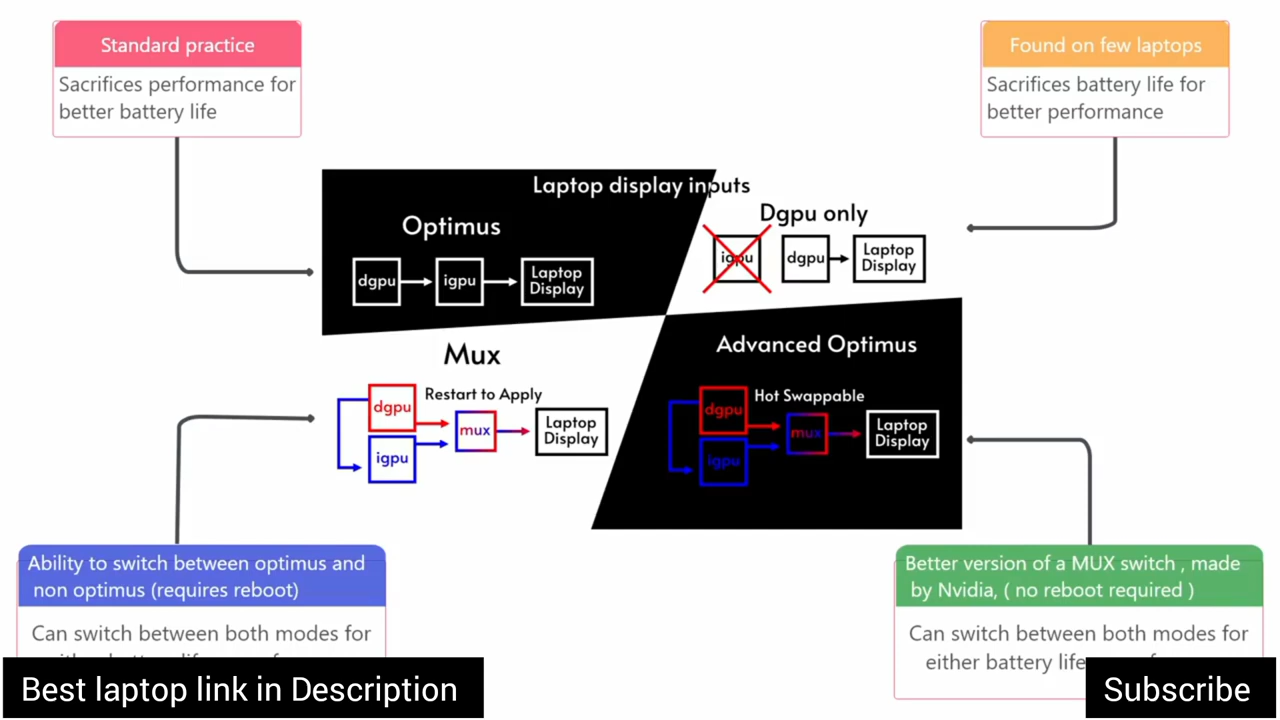 Standard practice
Sacrifices performance for
better battery life
Found on few laptops
Sacrifices battery life for
better performance
Laptop display inputs
Optimus
dgpu
igpu
Laptop
Display
Dgpu only
igpu
dgpu
Laptop
Display
Mux
Restart to Apply
dgpu
igpu
mux
Laptop
Display
Advanced Optimus
Hot Swappable
dgpu
igpu
mux
Laptop
Display
Ability to switch between optimus and
non optimus (requires reboot)
Can switch between both modes for
Better version of a MUX switch , made
by Nvidia, ( no reboot required )
Can switch between both modes for
either battery life
Best laptop link in Description
Subscribe